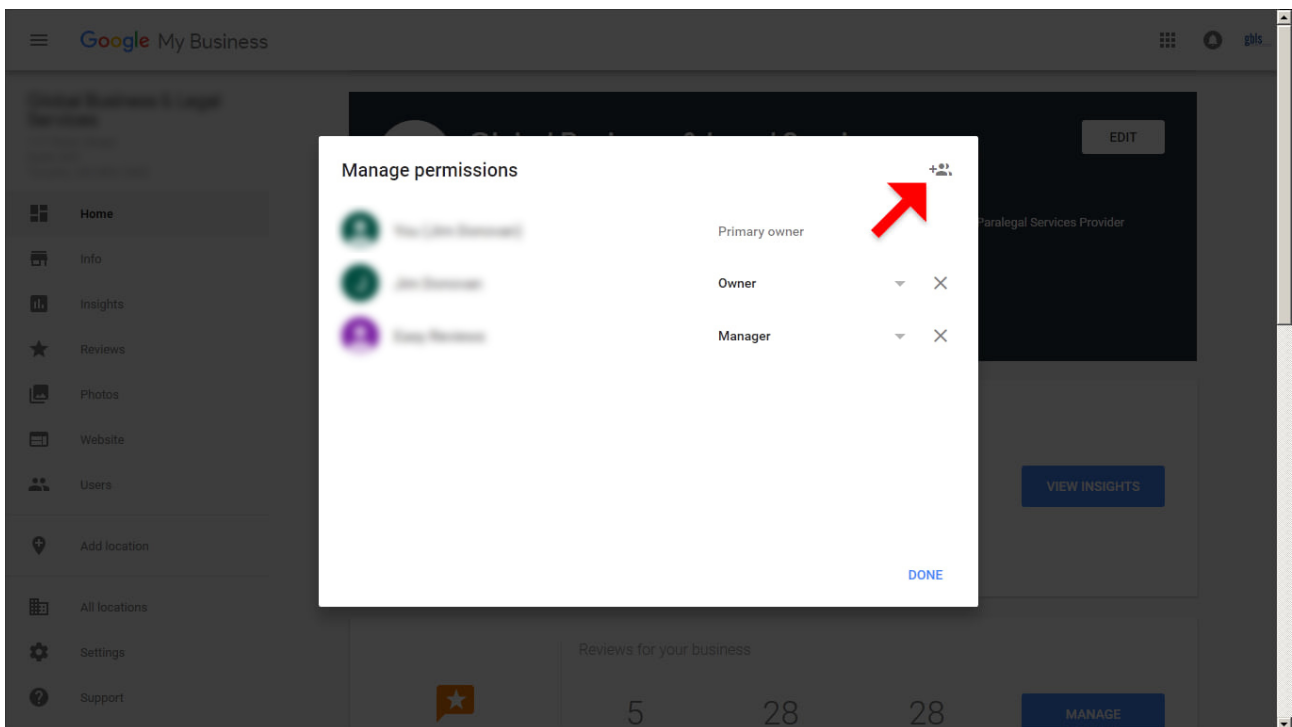 Google My Business
gbls
EDIT
Manage permissions
Primary owner
Paralegal Services Provider
Home
Info
Owner
Insights
Manager
Reviews
Photos
Website
Users
VIEW INSIGHTS
Add location
DONE
All locations
Settings
Reviews for your business
Support
5 28 28
MANAGE